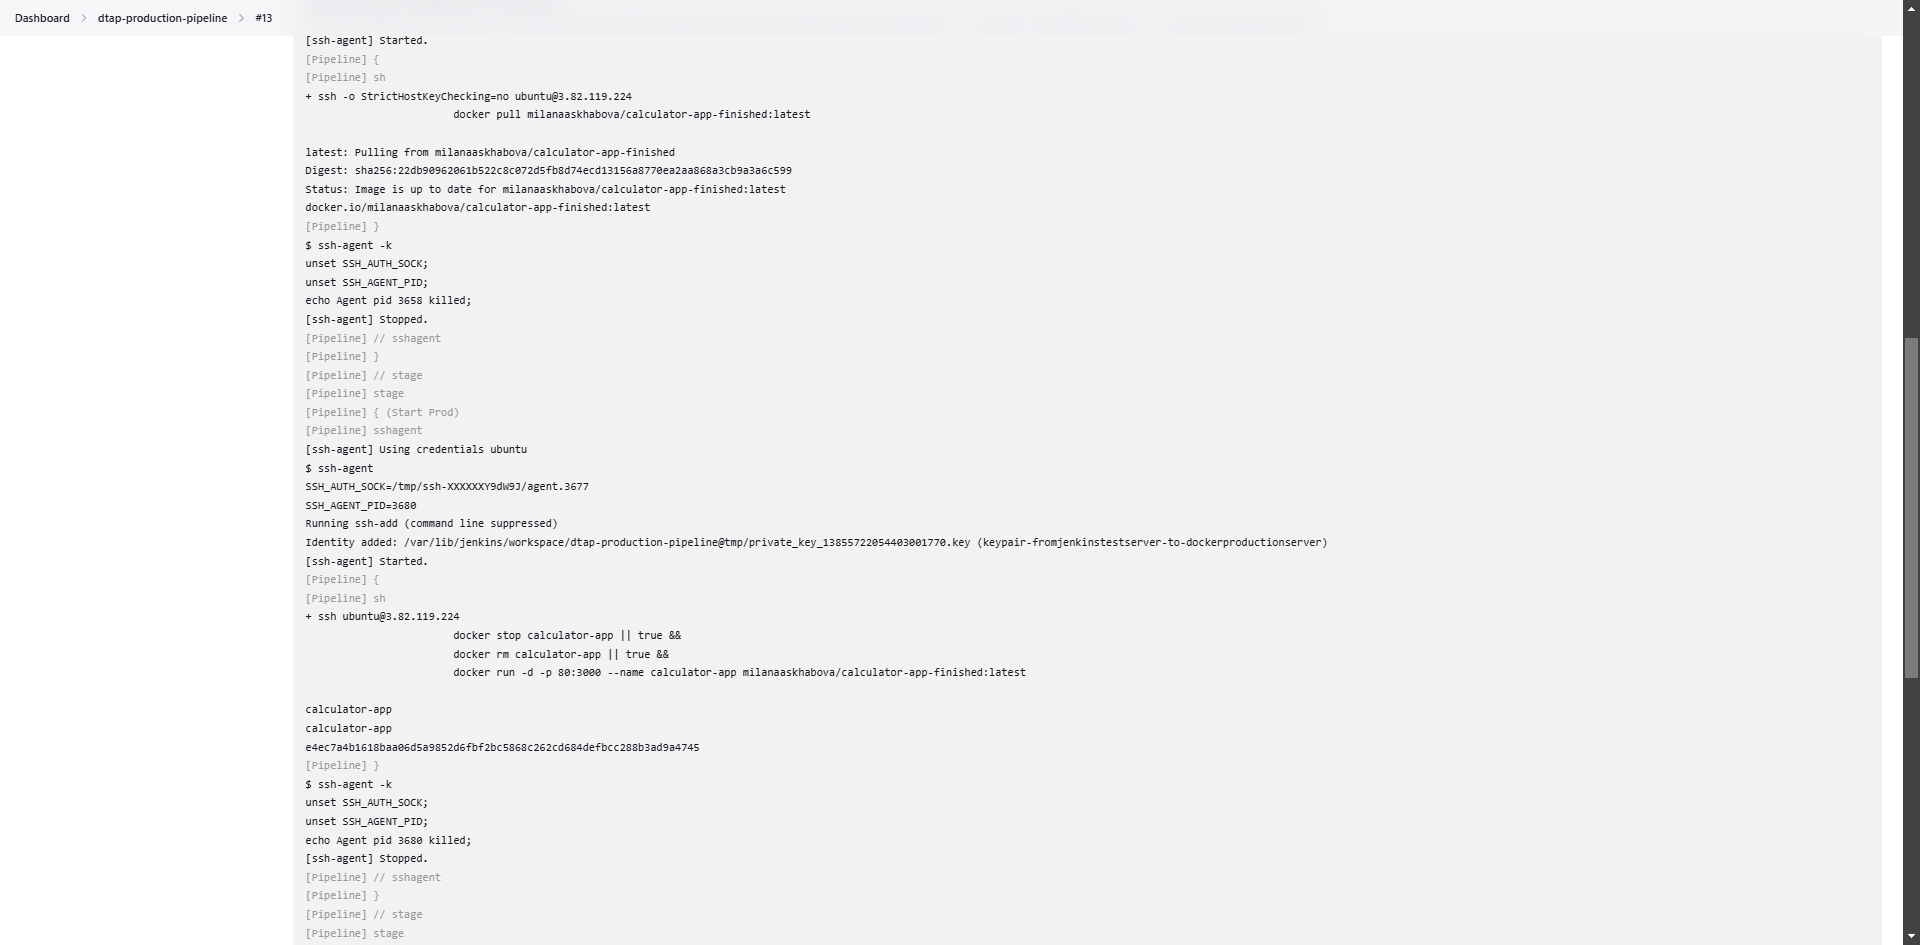 Dashboard > dtap-production-pipeline > #13
[ssh-agent] Started.
[Pipeline] {
[Pipeline] sh
+ ssh -o StrictHostKeyChecking=no ubuntu@3.82.119.224
docker pull milanaaskhabova/calculator-app-finished:latest
latest: Pulling from milanaaskhabova/calculator-app-finished
Digest: sha256:22db90962061b522c8c072d5fb8d74ecd13156a8770ea2aa868a3cb9a3a6c599
Status: Image is up to date for milanaaskhabova/calculator-app-finished:latest
docker.io/milanaaskhabova/calculator-app-finished:latest
[Pipeline] }
$ ssh-agent -k
unset SSH_AUTH_SOCK;
unset SSH_AGENT_PID;
echo Agent pid 3658 killed;
[ssh-agent] Stopped.
[Pipeline] // sshagent
[Pipeline] }
[Pipeline] // stage
[Pipeline] stage
[Pipeline] { (Start Prod)
[Pipeline] sshagent
[ssh-agent] Using credentials ubuntu
$ ssh-agent
SSH_AUTH_SOCK=/tmp/ssh-XXXXXXY9dW9J/agent.3677
SSH_AGENT_PID=3680
Running ssh-add (command line suppressed)
Identity added: /var/lib/jenkins/workspace/dtap-production-pipeline@tmp/private_key_13855722054403001770.key (keypair-fromjenkinstestserver-to-dockerproductionserver)
[ssh-agent] Started.
[Pipeline] {
[Pipeline] sh
+ ssh ubuntu@3.82.119.224
docker stop calculator-app || true &&
docker rm calculator-app || true &&
docker run -d -p 80:3000 --name calculator-app milanaaskhabova/calculator-app-finished:latest
calculator-app
calculator-app
e4ec7a4b1618baa06d5a9852d6fbf2bc5868c262cd684defbcc288b3ad9a4745
[Pipeline] }
$ ssh-agent -k
unset SSH_AUTH_SOCK;
unset SSH_AGENT_PID;
echo Agent pid 3680 killed;
[ssh-agent] Stopped.
[Pipeline] // sshagent
[Pipeline] }
[Pipeline] // stage
[Pipeline] stage